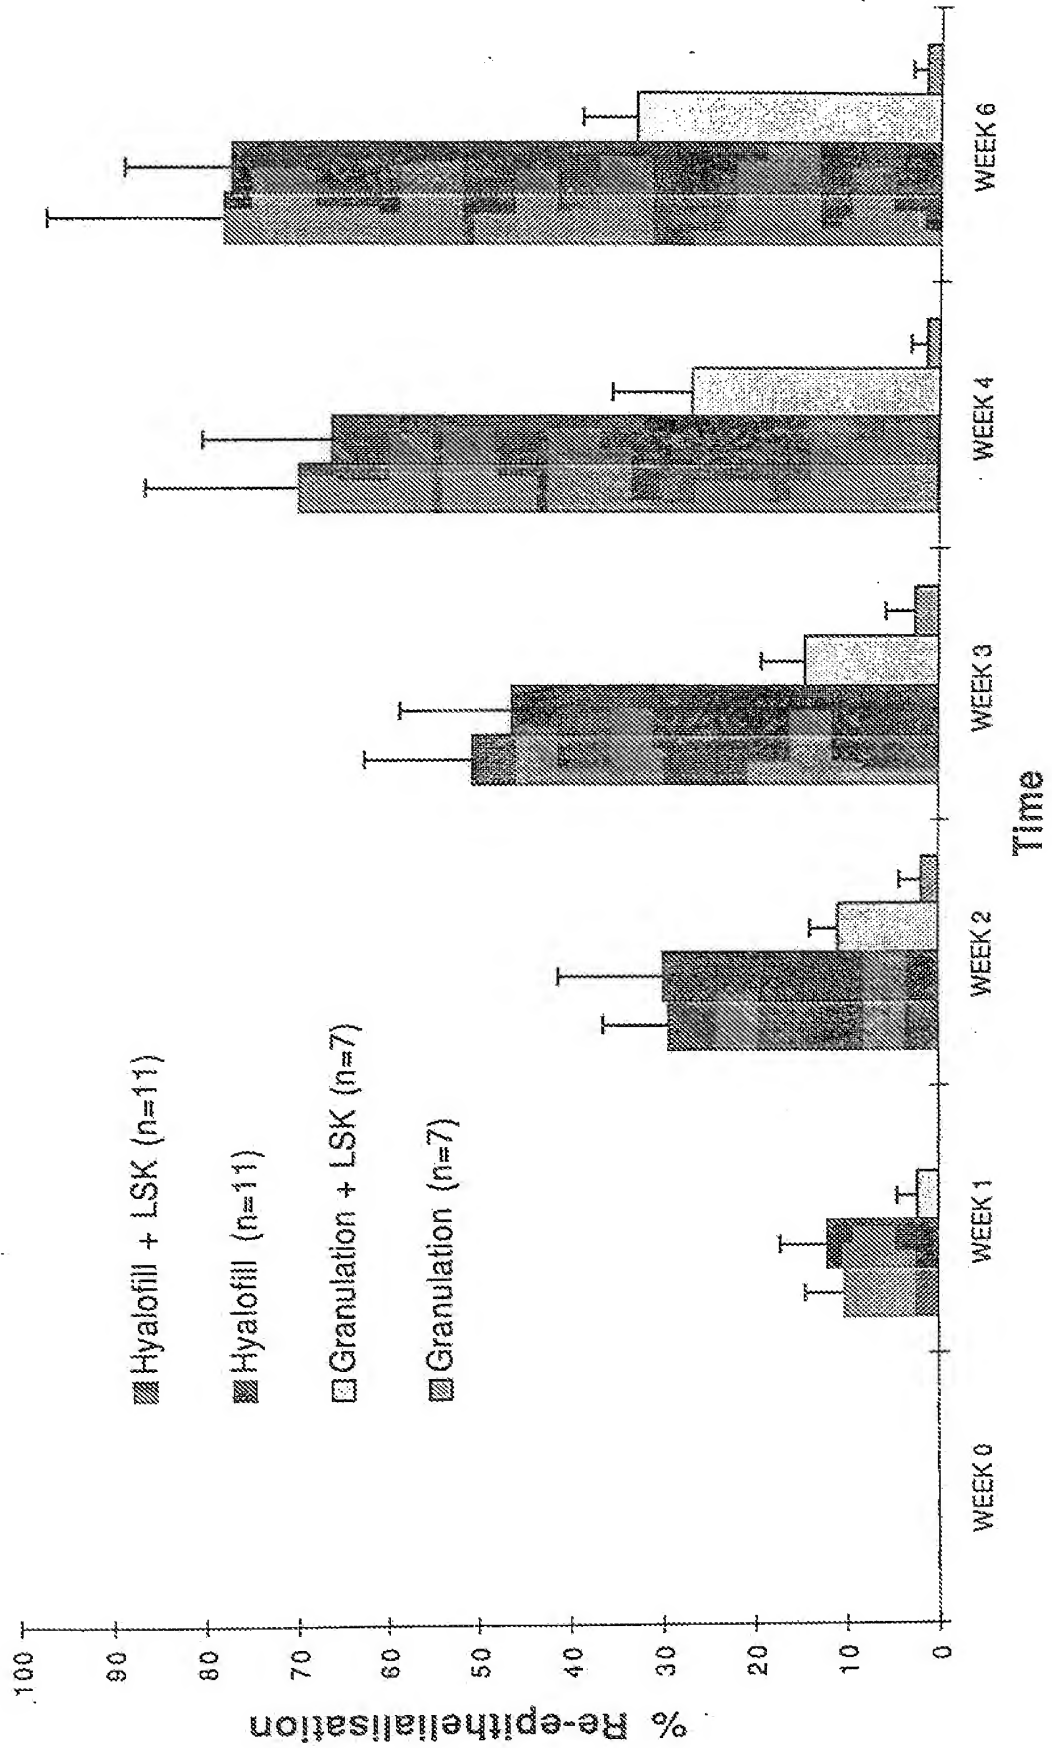 % Re-epithelialisation
100
90
80
70
60
50
40
30
20
10
0
Hyalofill + LSK (n=11)
Hyalofill (n=11)
Granulation + LSK (n=7)
Granulation (n=7)
WEEK 0
WEEK 1
WEEK 2
WEEK 3
WEEK 4
WEEK 6
Time